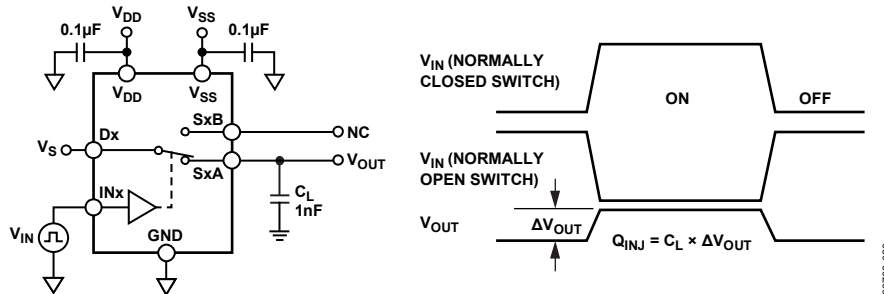 VDD
VSS
0.1µF
0.1µF
VDD
VSS
SxB
NC
Dx
VS
SxA
VOUT
INx
CL
1nF
VIN
GND
VIN (NORMALLY
CLOSED SWITCH)
ON
OFF
VIN (NORMALLY
OPEN SWITCH)
VOUT
ΔVOUT
QINJ = CL × ΔVOUT